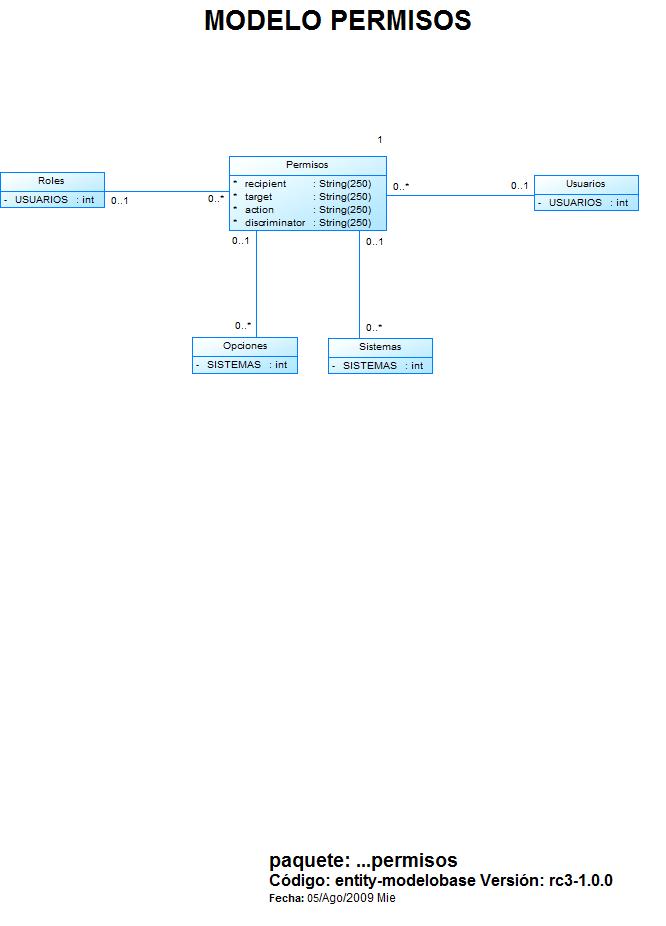 MODELO PERMISOS
1
Permisos
* recipient : String(250)
* target : String(250)
* action : String(250)
* discriminator : String(250)
Roles
- USUARIOS : int
0..1
0..*
0..*
0..1
Usuarios
- USUARIOS : int
0..1
0..1
0..*
0..*
Opciones
- SISTEMAS : int
Sistemas
- SISTEMAS : int
paquete: ...permisos
Código: entity-modelobase Versión: rc3-1.0.0
Fecha: 05/Ago/2009 Mie